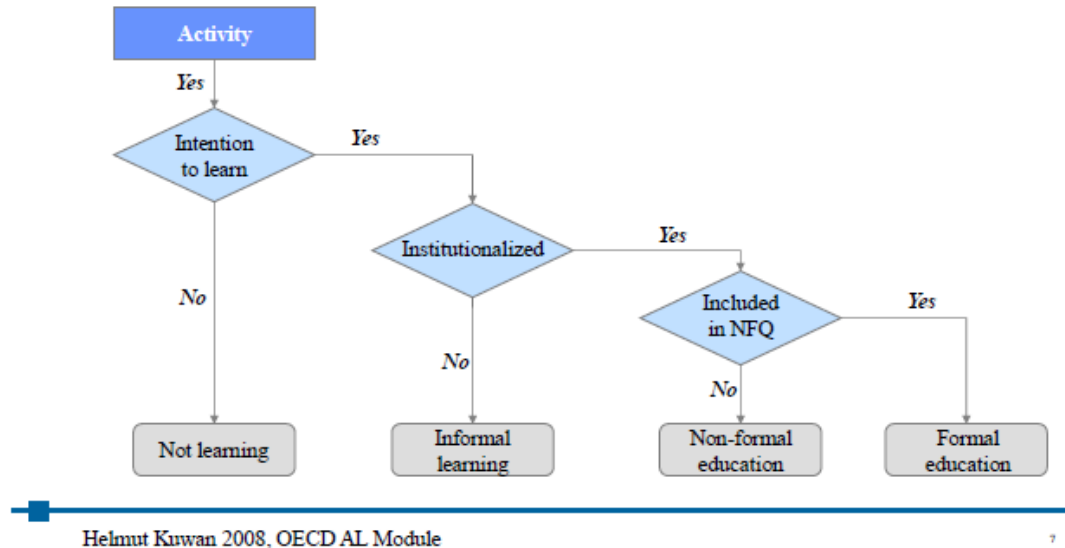 Activity
Yes
Intention
to learn
Yes
Institutionalized
Yes
No
Included
in NFQ
Yes
No
No
Not learning
Informal
learning
Non-formal
education
Formal
education
Helmut Kuwan 2008, OECD AL Module
7